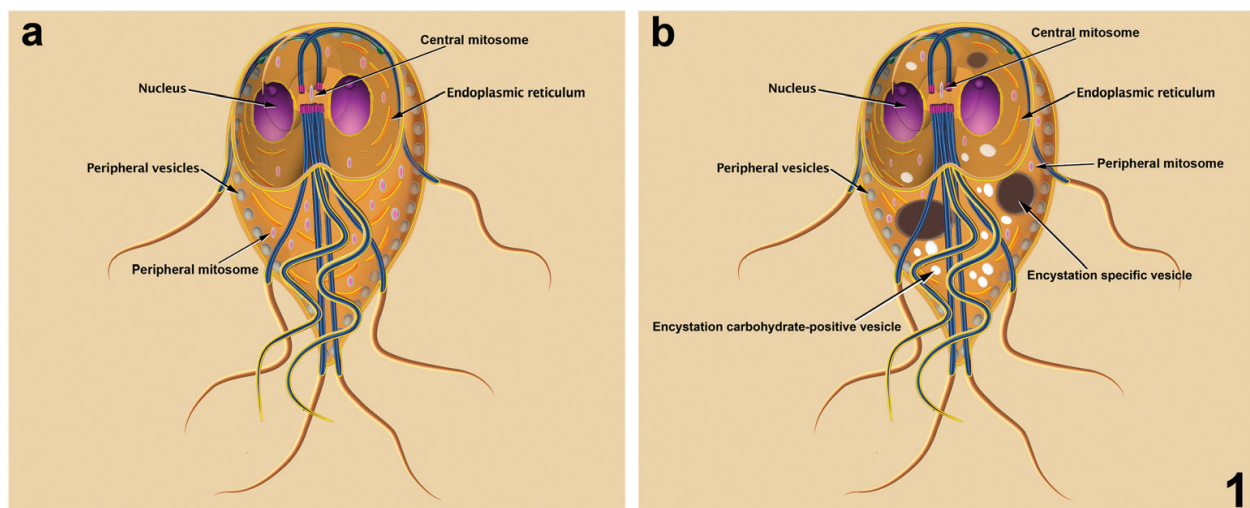 a
Central mitosome
Nucleus
Endoplasmic reticulum
Peripheral vesicles
Peripheral mitosome
b
Central mitosome
Nucleus
Endoplasmic reticulum
Peripheral mitosome
Peripheral vesicles
Encystation specific vesicle
Encystation carbohydrate-positive vesicle
1